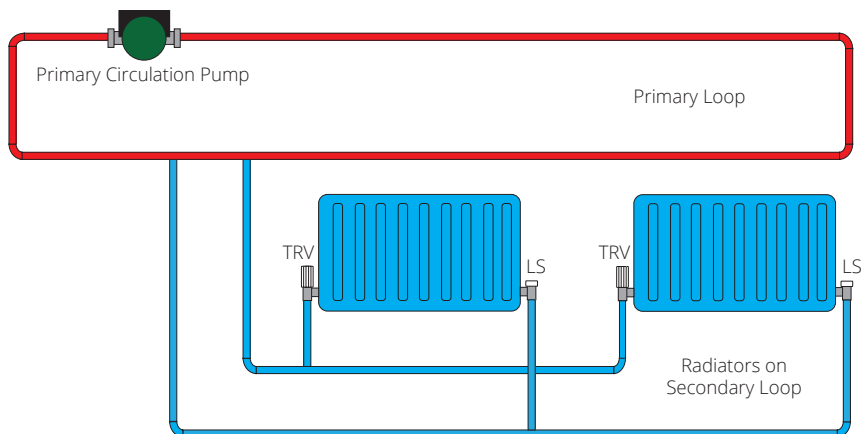 Primary Circulation Pump
Primary Loop
TRV
LS
TRV
LS
Radiators on
Secondary Loop